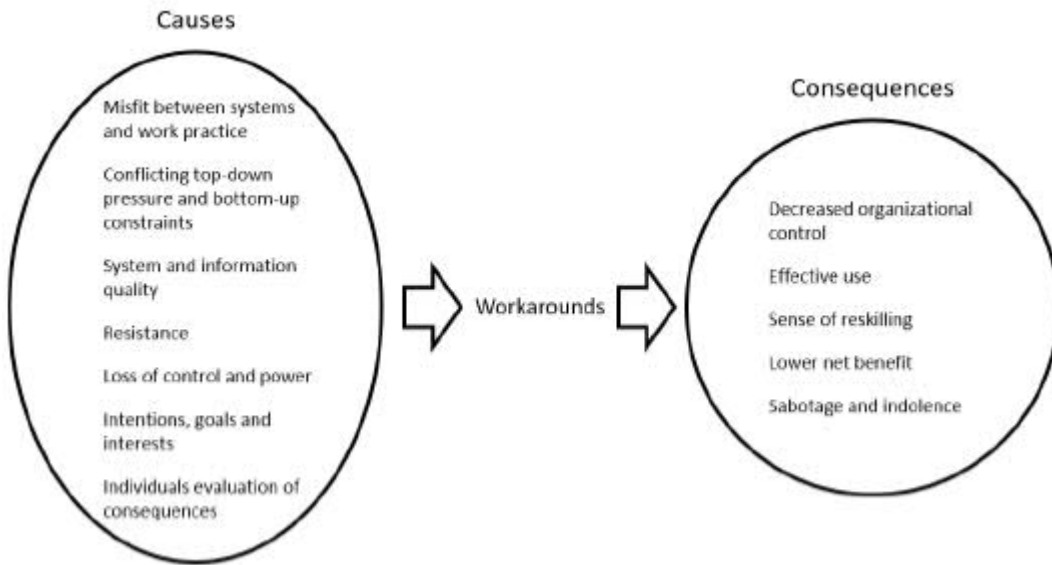 Causes
Misfit between systems
and work practice
Conflicting top-down
pressure and bottom-up
constraints
System and information
quality
Resistance
Loss of control and power
Intentions, goals and
interests
Individuals evaluation of
consequences
Workarounds
Consequences
Decreased organizational
control
Effective use
Sense of reskilling
Lower net benefit
Sabotage and indolence